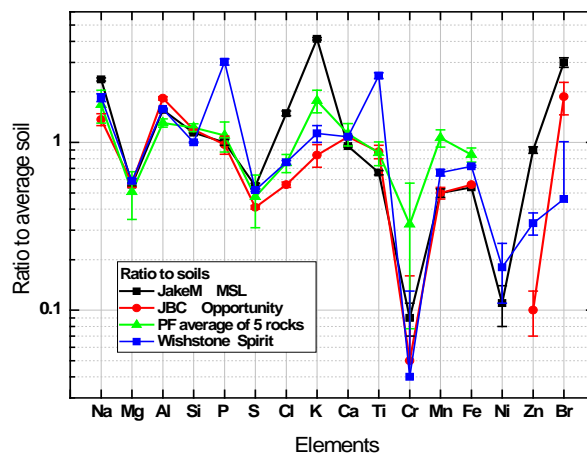 Ratio to average soil
1
0.1
Ratio to soils
JakeM MSL
JBC Opportunity
PF average of 5 rocks
Wishstone Spirit
Na Mg Al Si P S Cl K Ca Ti Cr Mn Fe Ni Zn Br
Elements